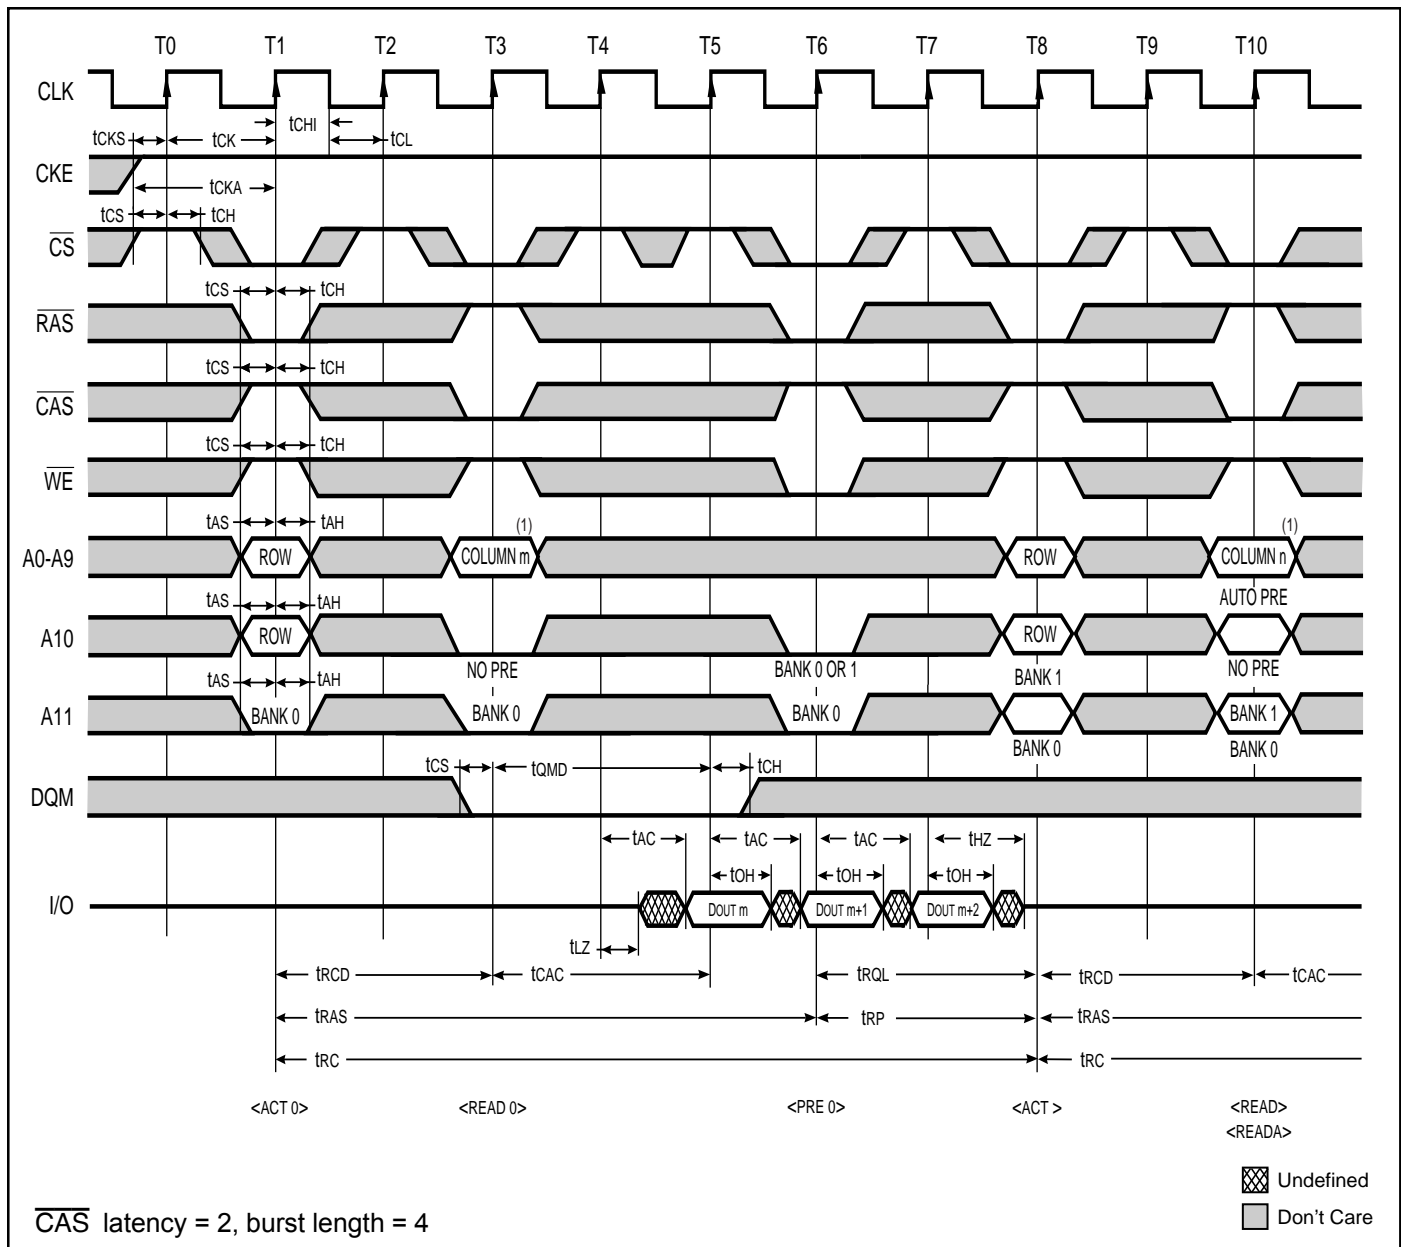 T0 T1 T2 T3 T4 T5 T6 T7 T8 T9 T10
CLK
tCHI
tCKS tCK tCL
CKE
tCKA
tCS tCH
CS
tCS tCH
RAS
tCS tCH
CAS
tCS tCH
WE
tAS tAH (1) (1)
A0-A9 ROW COLUMN m ROW COLUMN n
AUTO PRE
tAS tAH
A10 ROW ROW
NO PRE BANK 0 OR 1 BANK 1 NO PRE
tAS tAH
A11 BANK 0 BANK 0 BANK 0 BANK 1
BANK 0 BANK 0
tCS tQMD tCH
DQM
tAC tAC tAC tHZ
tOH tOH tOH
I/O DOUT m DOUT m+1 DOUT m+2
tLZ
tRCD tCAC tRQL tRCD tCAC
tRAS tRP tRAS
tRC tRC
<ACT 0> <READ 0> <PRE 0> <ACT > <READ>
<READA>
Undefined
Don't Care
CAS latency = 2, burst length = 4